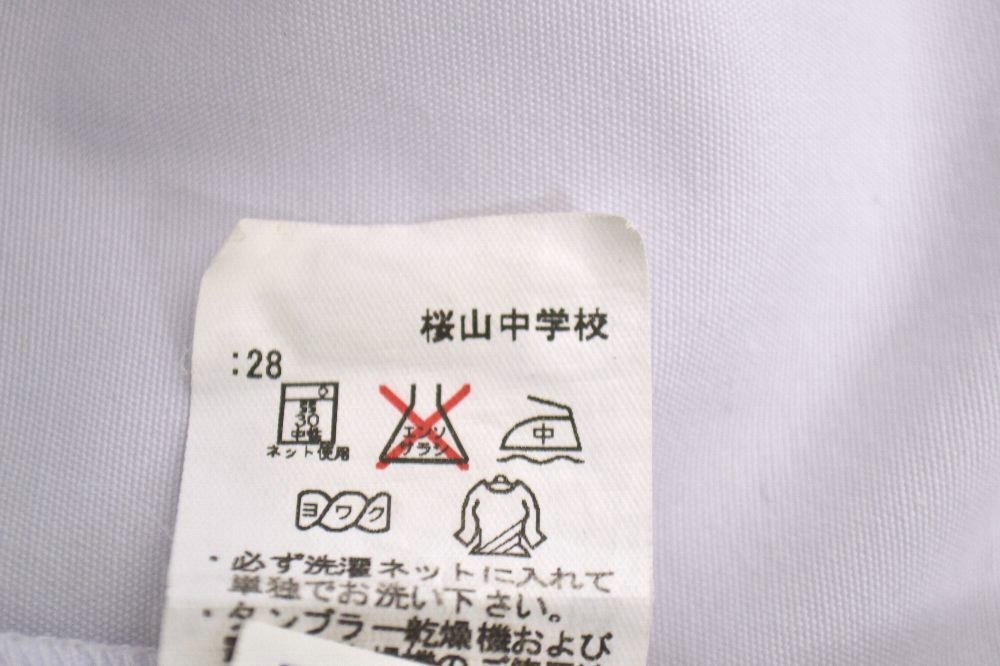 桜山中学校
:28
30
中性
ネット使用
エンソ
サラシ
中
ヨワク
・必ず洗濯ネットに入れて
単独でお洗い下さい。
・タンブラー乾燥機および